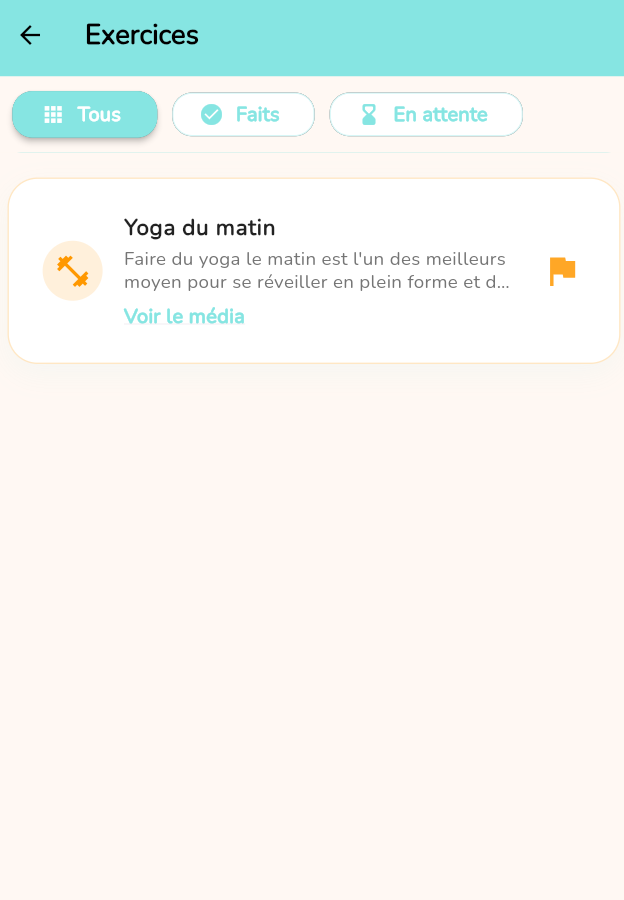 Exercices
Tous
Faits
En attente
Yoga du matin
Faire du yoga le matin est l'un des meilleurs
moyen pour se réveiller en plein forme et d...
Voir le média